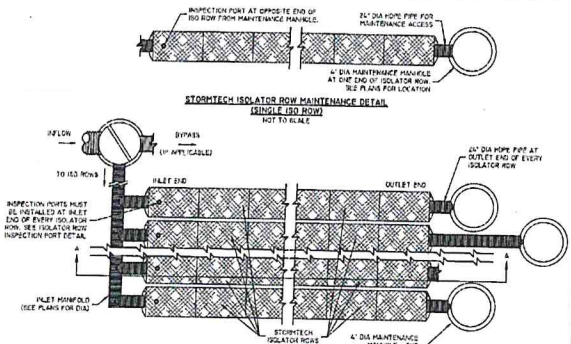 INSPECTION PORT AT OPPOSITE END OF
ISO ROW FROM MAINTENANCE MANHOLE.
24" DIA HDPE PIPE FOR
MAINTENANCE ACCESS
4' DIA MAINTENANCE MANHOLE
AT ONE END OF ISOLATOR ROW.
SEE PLANS FOR LOCATION
STORMTECH ISOLATOR ROW MAINTENANCE DETAIL
(SINGLE ISO ROW)
NOT TO SCALE
INFLOW
BYPASS
(IF APPLICABLE)
TO ISO ROWS
24" DIA HDPE PIPE AT
OUTLET END OF EVERY
ISOLATOR ROW
INLET END
OUTLET END
INSPECTION PORTS MUST
BE INSTALLED AT INLET
END OF EVERY ISOLATOR
ROW. SEE ISOLATOR ROW
INSPECTION PORT DETAIL
A
A
INLET MANIFOLD
(SEE PLANS FOR DIA)
STORMTECH
ISOLATOR ROWS
4' DIA MAINTENANCE